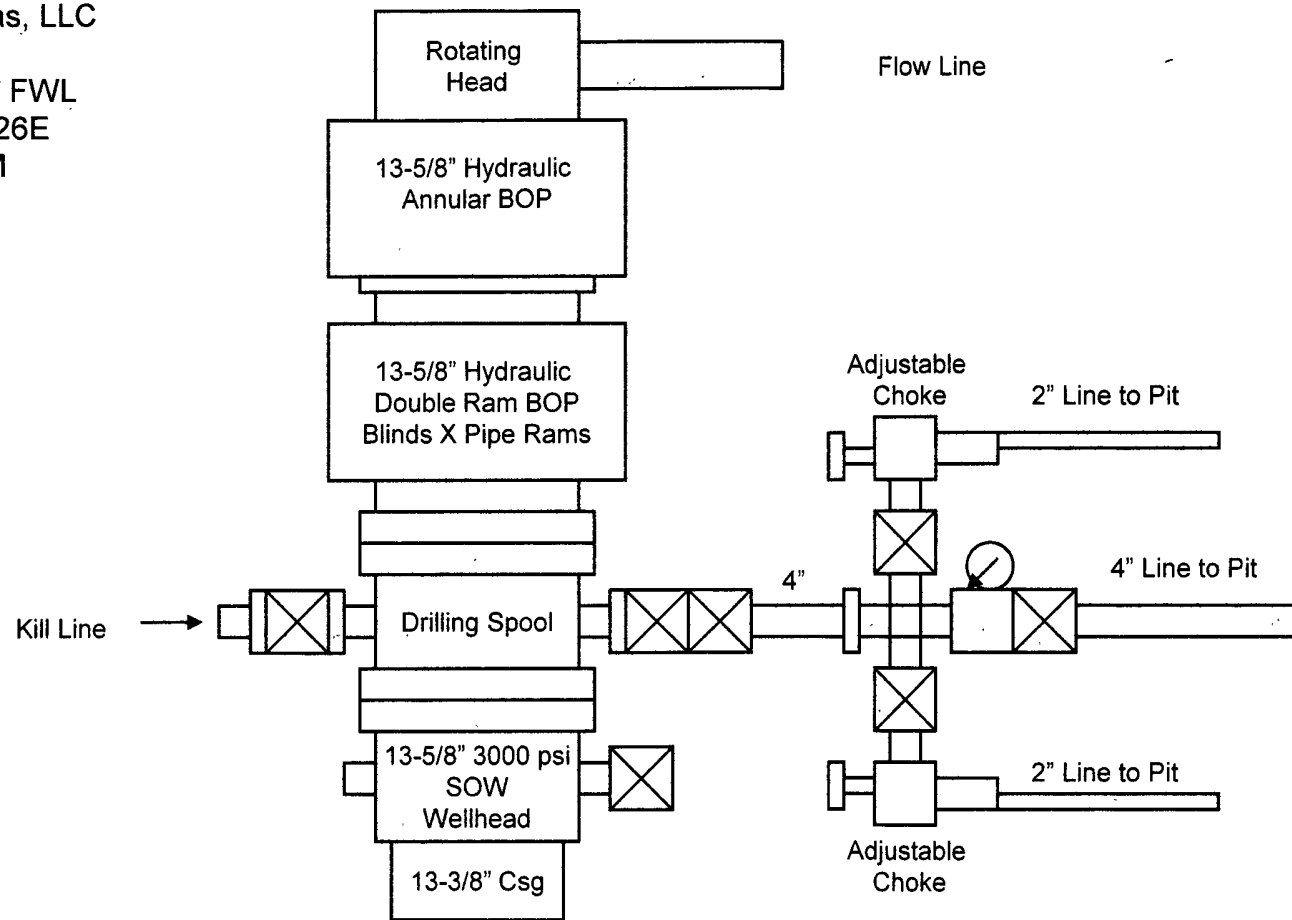 as, LLC
FWL
26E
Rotating
Head
Flow Line
13-5/8” Hydraulic
Annular BOP
13-5/8” Hydraulic
Double Ram BOP
Blinds X Pipe Rams
Adjustable
Choke
2” Line to Pit
Kill Line
Drilling Spool
4”
4” Line to Pit
13-5/8” 3000 psi
SOW
Wellhead
2” Line to Pit
Adjustable
Choke
13-3/8” Csg